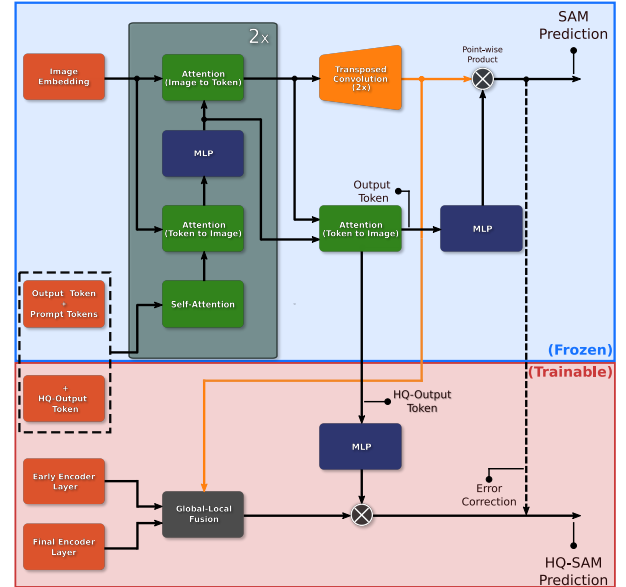 2x
SAM
Prediction
Image
Embedding
Attention
(Image to Token)
Transposed
Convolution
(2x)
Point-wise
Product
MLP
Output
Token
Attention
(Token to Image)
Attention
(Token to Image)
MLP
Output Token
+
Prompt Tokens
Self-Attention
(Frozen)
(Trainable)
+
HQ-Output
Token
HQ-Output
Token
MLP
Early Encoder
Layer
Global-Local
Fusion
Error
Correction
Final Encoder
Layer
HQ-SAM
Prediction